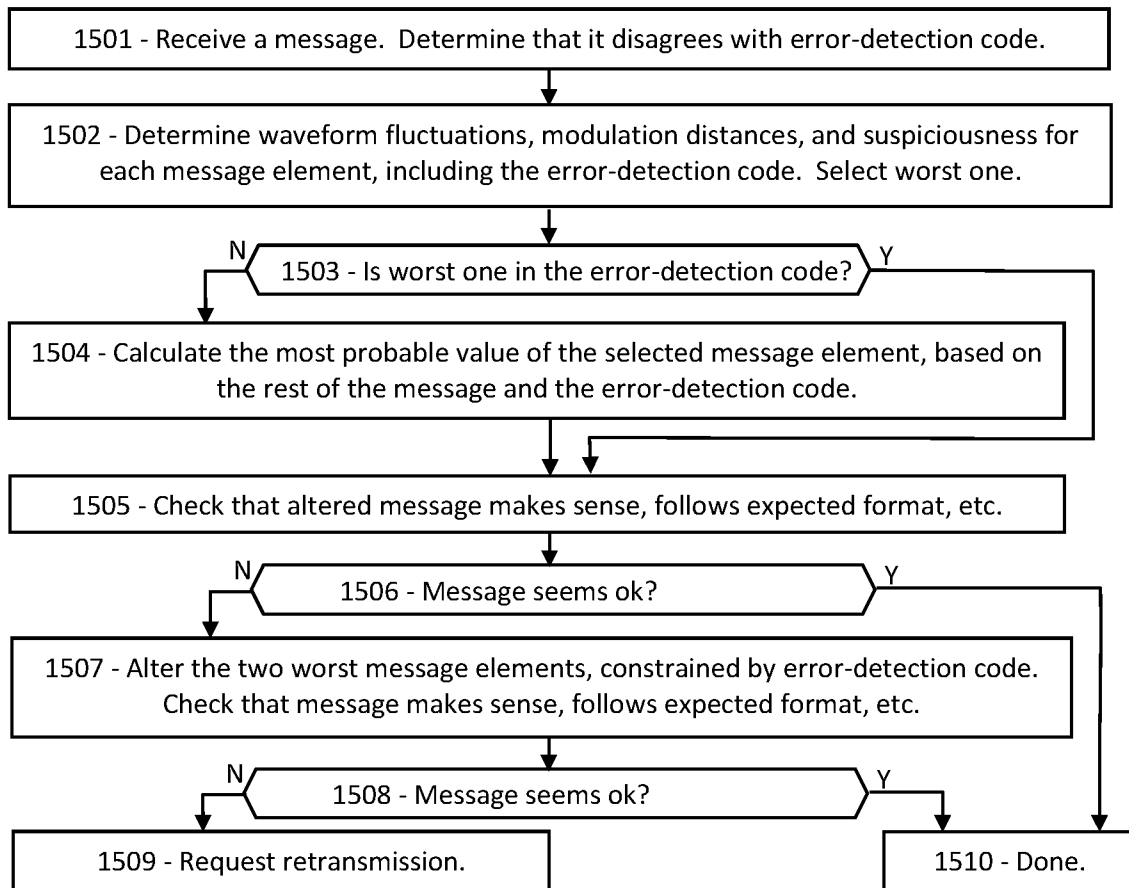 1501 - Receive a message.  Determine that it disagrees with error-detection code.
1502 - Determine waveform fluctuations, modulation distances, and suspiciousness for
each message element, including the error-detection code.  Select worst one.
N
1503 - Is worst one in the error-detection code?
Y
1504 - Calculate the most probable value of the selected message element, based on
the rest of the message and the error-detection code.
1505 - Check that altered message makes sense, follows expected format, etc.
N
1506 - Message seems ok?
Y
1507 - Alter the two worst message elements, constrained by error-detection code.
Check that message makes sense, follows expected format, etc.
N
1508 - Message seems ok?
Y
1509 - Request retransmission.
1510 - Done.